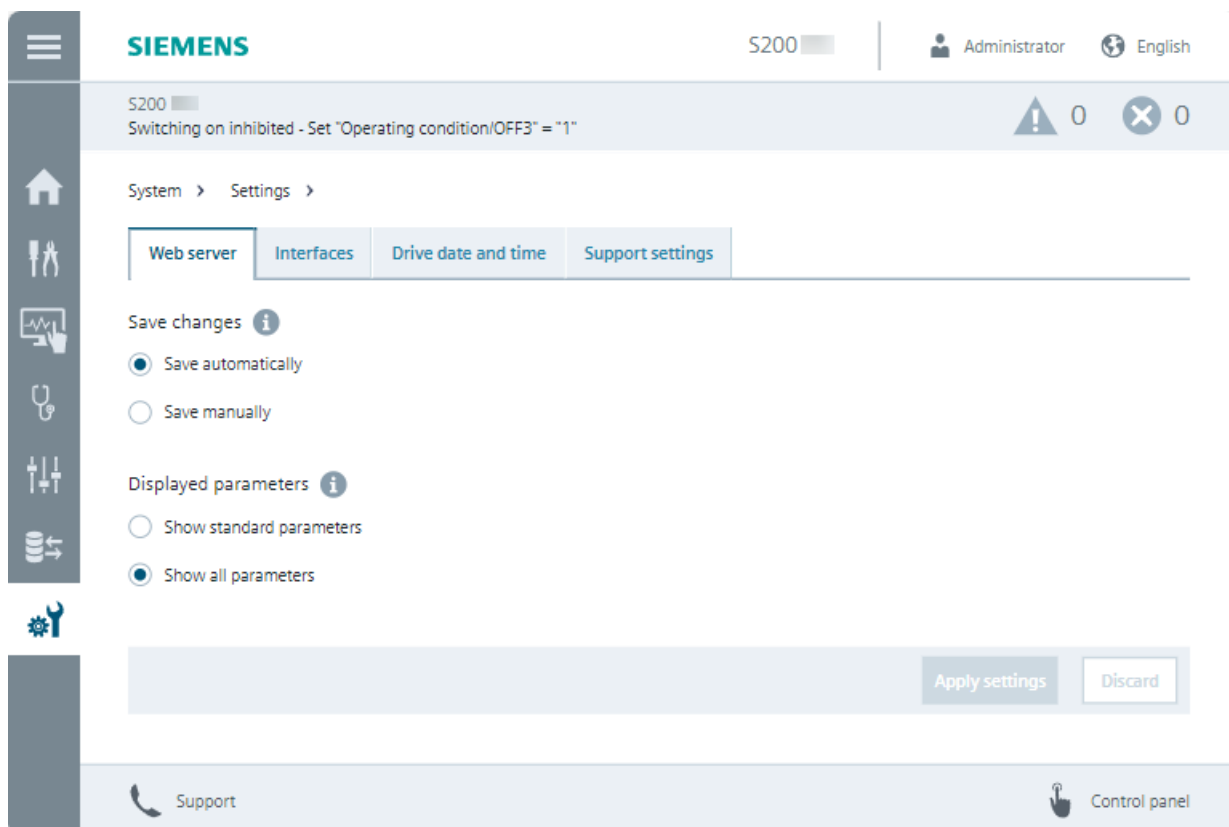 SIEMENS
S200
Administrator
English
S200
Switching on inhibited - Set "Operating condition/OFF3" = "1"
0
0
System > Settings >
Web server
Interfaces
Drive date and time
Support settings
Save changes
Save automatically
Save manually
Displayed parameters
Show standard parameters
Show all parameters
Apply settings
Discard
Support
Control panel